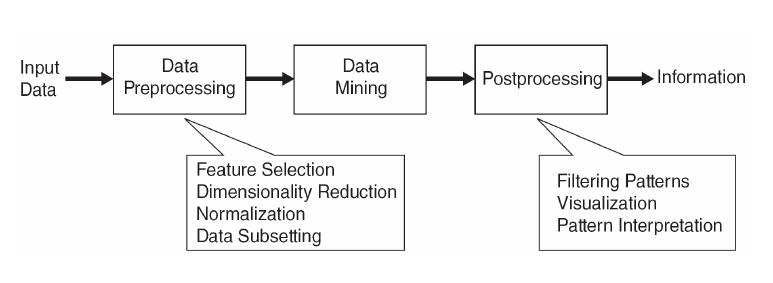 Input
Data
Data
Preprocessing
Data
Mining
Postprocessing
Information
Feature Selection
Dimensionality Reduction
Normalization
Data Subsetting
Filtering Patterns
Visualization
Pattern Interpretation